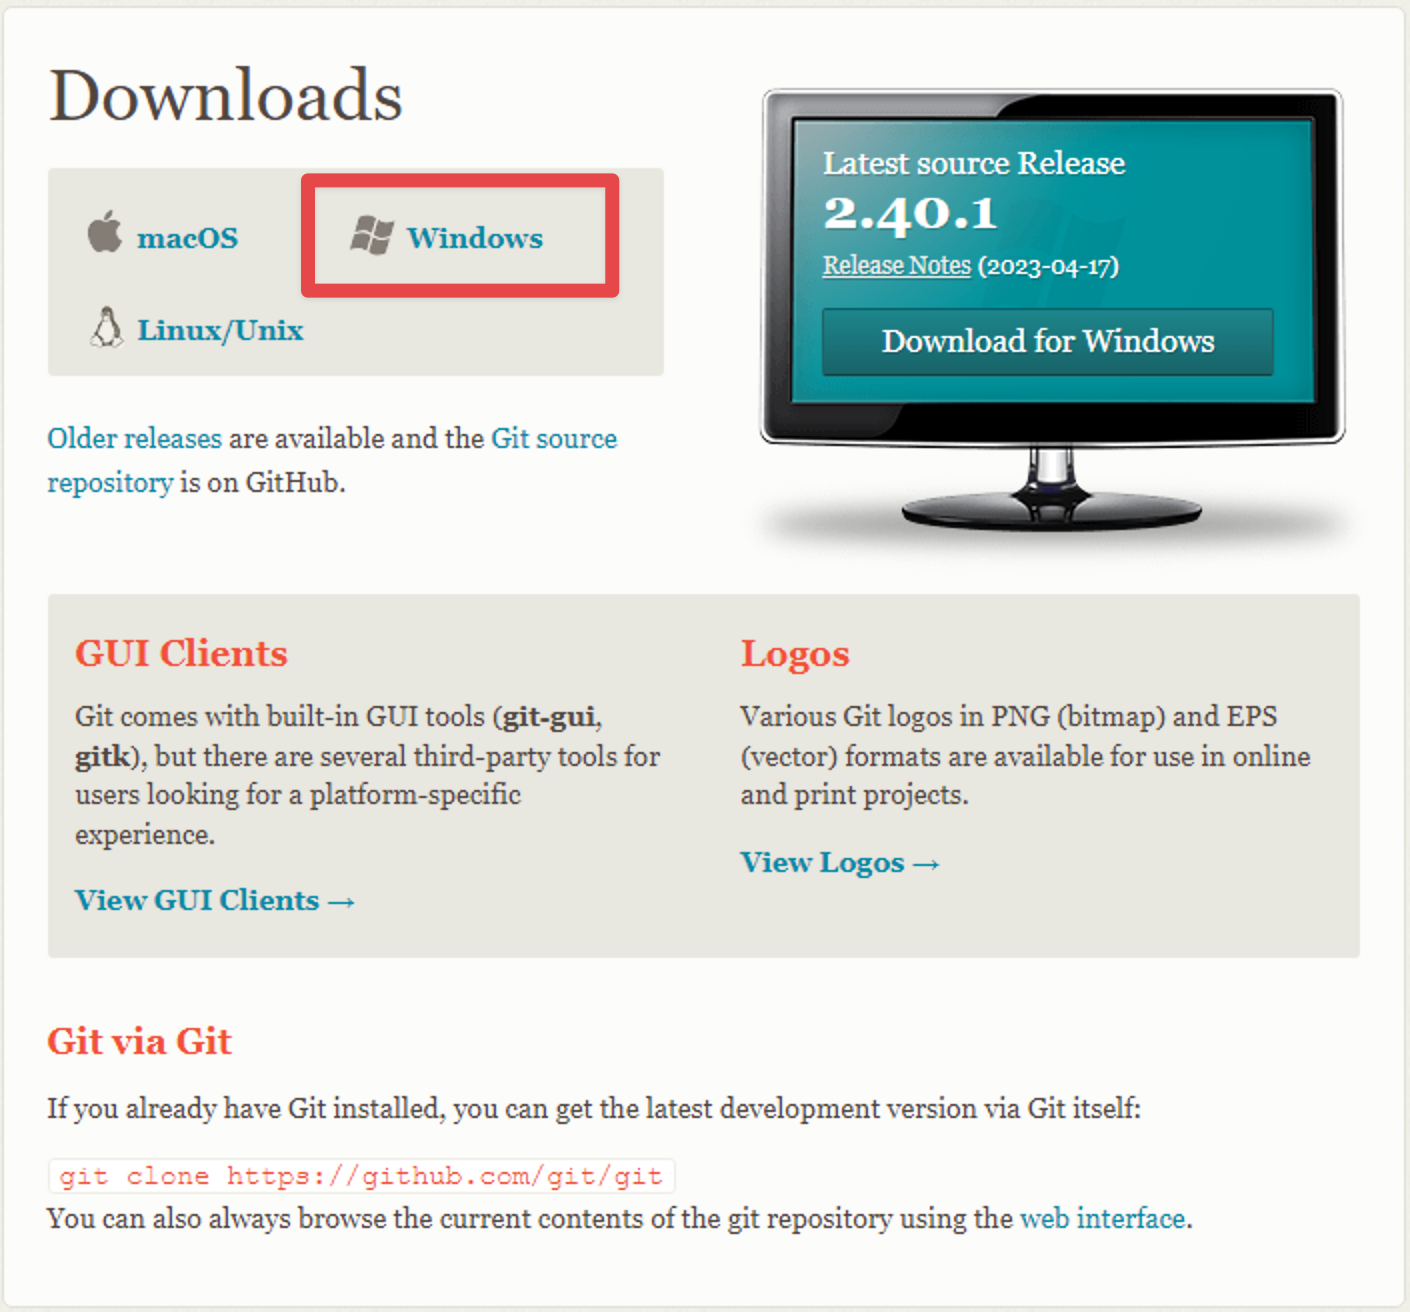 Downloads
macOS
Windows
Linux/Unix
Older releases are available and the Git source
repository is on GitHub.
Latest source Release
2.40.1
Release Notes (2023-04-17)
Download for Windows
GUI Clients
Git comes with built-in GUI tools (git-gui,
gitk), but there are several third-party tools for
users looking for a platform-specific
experience.
View GUI Clients →
Logos
Various Git logos in PNG (bitmap) and EPS
(vector) formats are available for use in online
and print projects.
View Logos →
Git via Git
If you already have Git installed, you can get the latest development version via Git itself:
git clone https://github.com/git/git
You can also always browse the current contents of the git repository using the web interface.